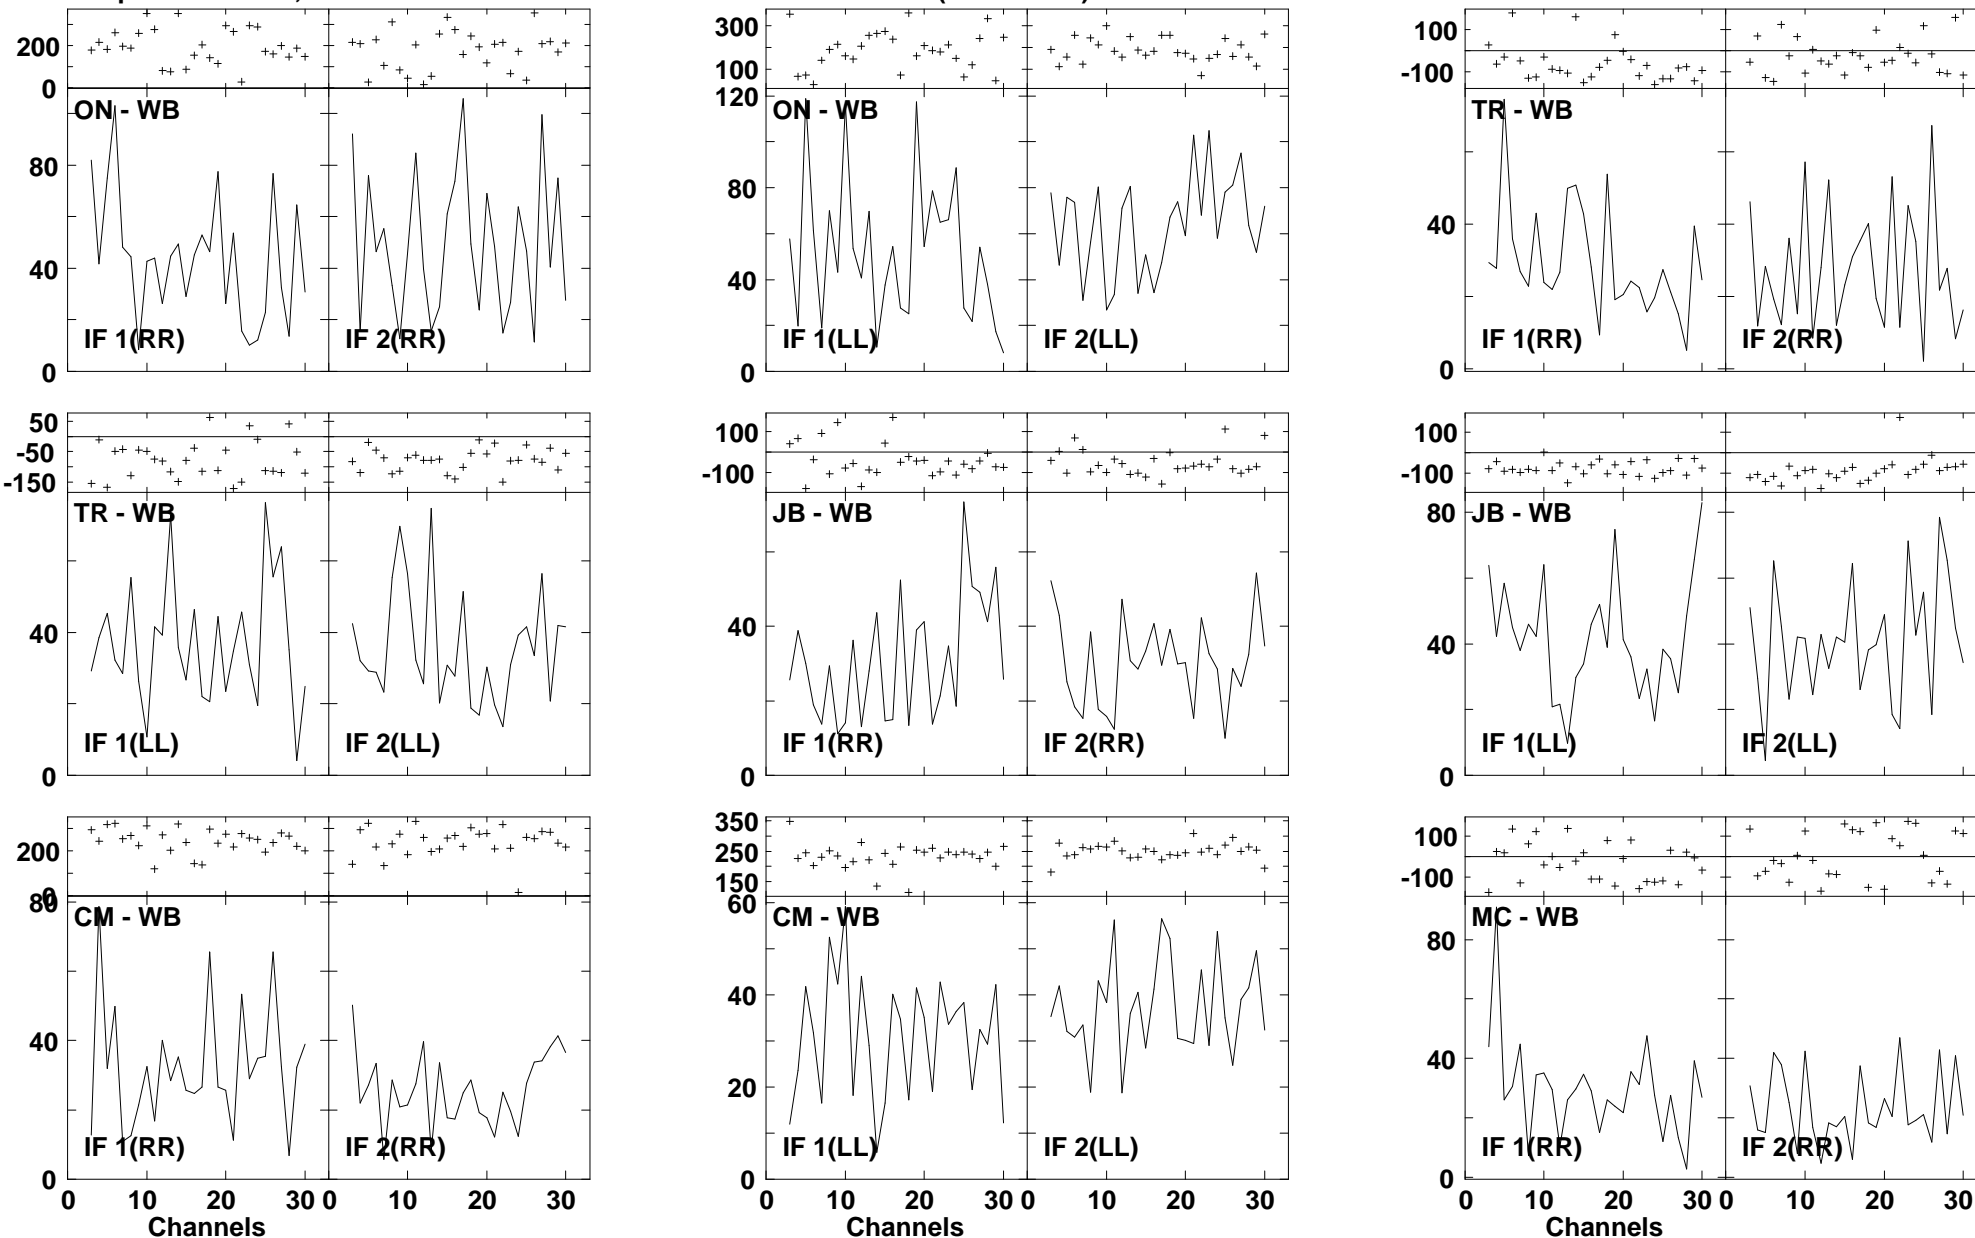 200 0 300 100 100 -100
ON - WB 120 ON - WB TR - WB
80 80 40
40 40
IF 1(RR) IF 2(RR) IF 1(LL) IF 2(LL) IF 1(RR) IF 2(RR)
0 0 0
50 -50 -150 100 -100 100 -100
TR - WB JB - WB 80 JB - WB
40 40 40
IF 1(LL) IF 2(LL) IF 1(RR) IF 2(RR) IF 1(LL) IF 2(LL)
0 0 0
200 0 350 250 150 100 -100
80 CM - WB 60 CM - WB MC - WB
40 40 80
20 40
IF 1(RR) IF 2(RR) IF 1(LL) IF 2(LL) IF 1(RR) IF 2(RR)
0 0 0
0 10 20 30 0 10 20 30 0 10 20 30 0 10 20 30 0 10 20 30 0 10 20 30
Channels Channels Channels